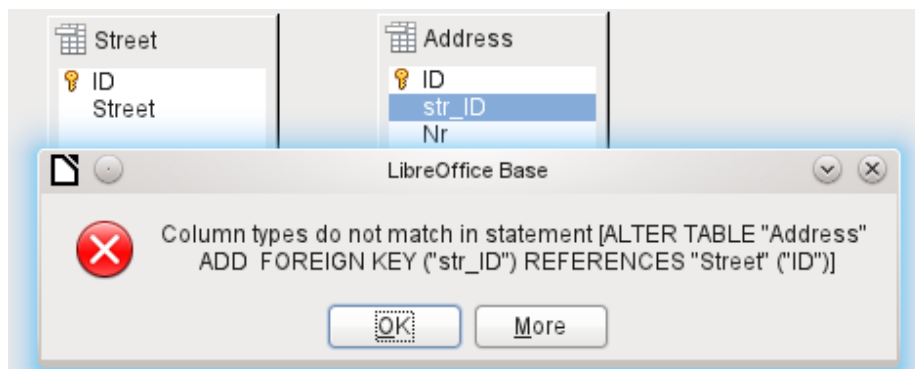 Street
Address
ID
Street
ID
str_ID
Nr
LibreOffice Base
Column types do not match in statement [ALTER TABLE "Address"
ADD FOREIGN KEY ("str_ID") REFERENCES "Street" ("ID")]
OK
More